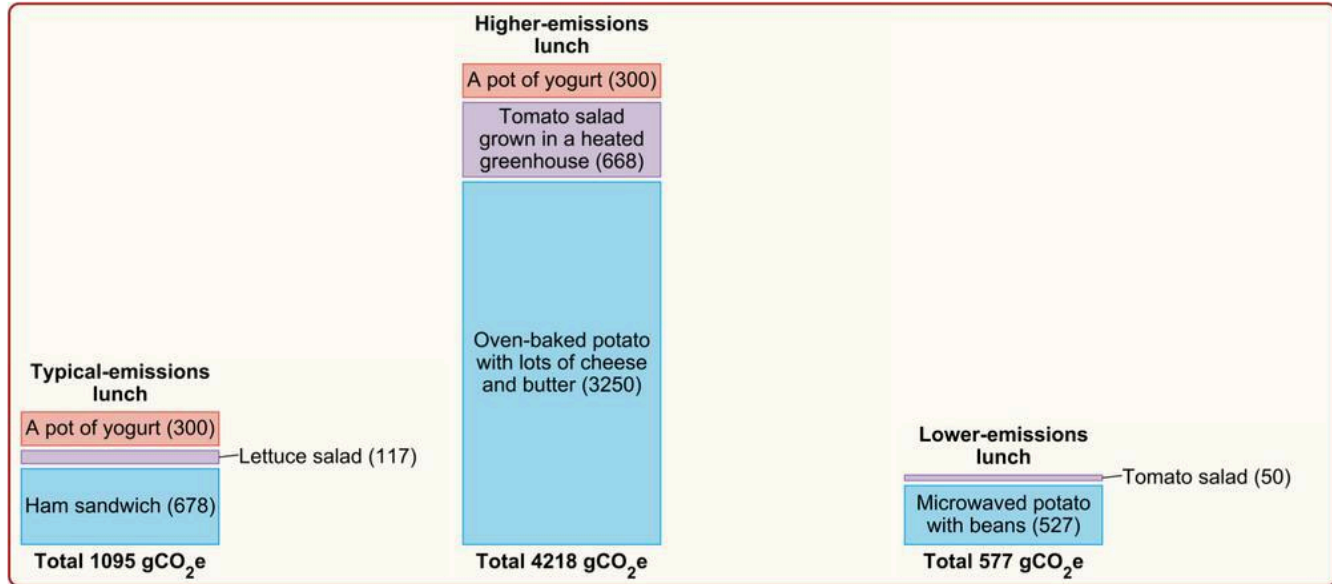 Typical-emissions
lunch
A pot of yogurt (300)
Lettuce salad (117)
Ham sandwich (678)
Total 1095 gCO₂e
Higher-emissions
lunch
A pot of yogurt (300)
Tomato salad
grown in a heated
greenhouse (668)
Oven-baked potato
with lots of cheese
and butter (3250)
Total 4218 gCO₂e
Lower-emissions
lunch
Tomato salad (50)
Microwaved potato
with beans (527)
Total 577 gCO₂e